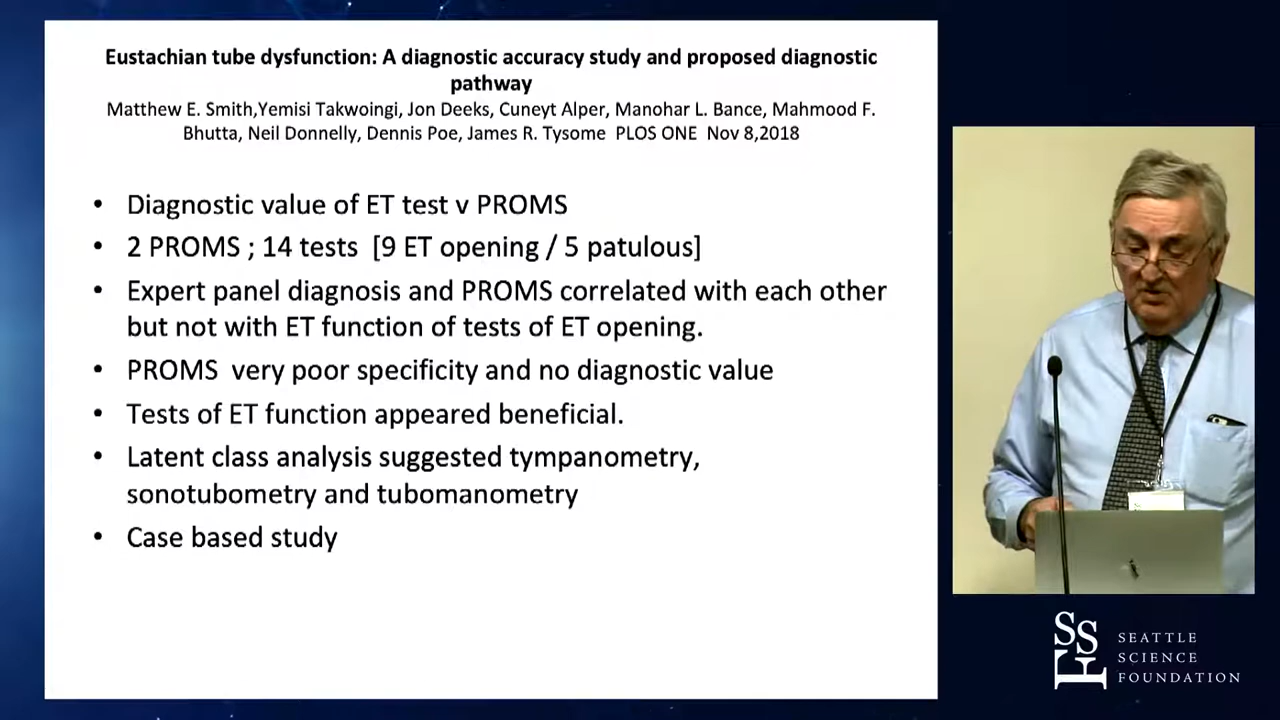 Eustachian tube dysfunction: A diagnostic accuracy study and proposed diagnostic
pathway
Matthew E. Smith,Yemisi Takwoingi, Jon Deeks, Cuneyt Alper, Manohar L. Bance, Mahmood F.
Bhutta, Neil Donnelly, Dennis Poe, James R. Tysome PLOS ONE Nov 8,2018
• Diagnostic value of ET test v PROMS
• 2 PROMS ; 14 tests [9 ET opening / 5 patulous]
• Expert panel diagnosis and PROMS correlated with each other
but not with ET function of tests of ET opening.
• PROMS very poor specificity and no diagnostic value
• Tests of ET function appeared beneficial.
• Latent class analysis suggested tympanometry,
sonotubometry and tubomanometry
• Case based study
SSF
SEATTLE
SCIENCE
FOUNDATION